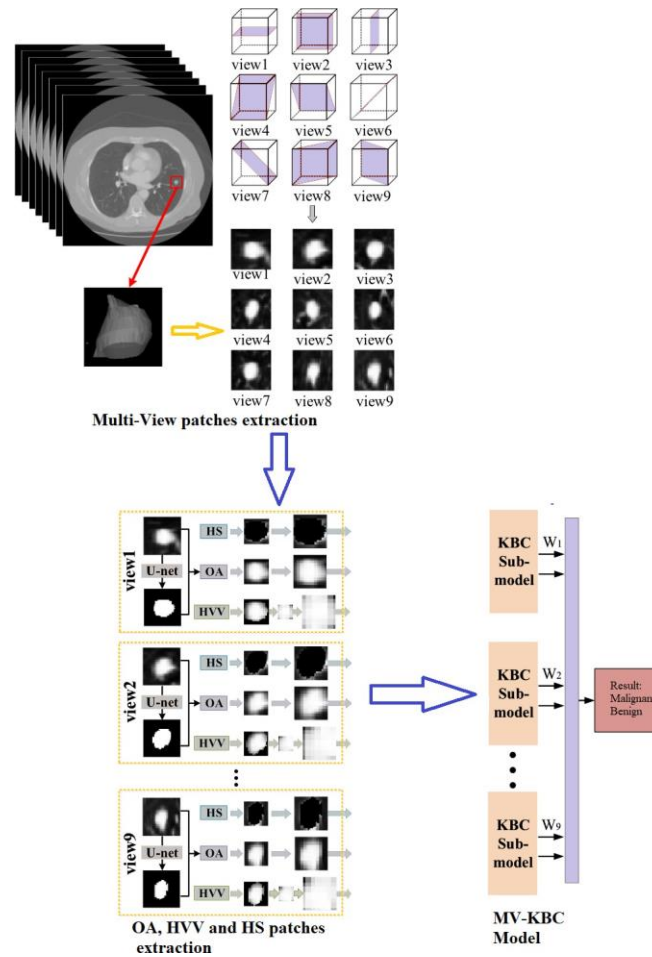 view1 view2 view3
view4 view5 view6
view7 view8 view9
view1 view2 view3
view4 view5 view6
view7 view8 view9
Multi-View patches extraction
view1
U-net
HS
OA
HVV
view2
U-net
HS
OA
HVV
view9
U-net
HS
OA
HVV
OA, HVV and HS patches
extraction
KBC
Sub-
model
W1
KBC
Sub-
model
W2
KBC
Sub-
model
W9
Result:
Malignan
Benign
MV-KBC
Model